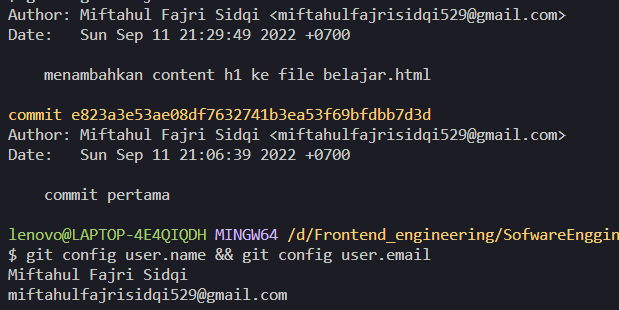 Author: Miftahul Fajri Sidqi <miftahulfajrisidqi529@gmail.com>
Date:   Sun Sep 11 21:29:49 2022 +0700
menambahkan content h1 ke file belajar.html
commit e823a3e53ae08df7632741b3ea53f69bfdbb7d3d
Author: Miftahul Fajri Sidqi <miftahulfajrisidqi529@gmail.com>
Date:   Sun Sep 11 21:06:39 2022 +0700
commit pertama
lenovo@LAPTOP-4E4QIQDH MINGW64 /d/Frontend_engineering/SofwareEnggin
$ git config user.name && git config user.email
Miftahul Fajri Sidqi
miftahulfajrisidqi529@gmail.com